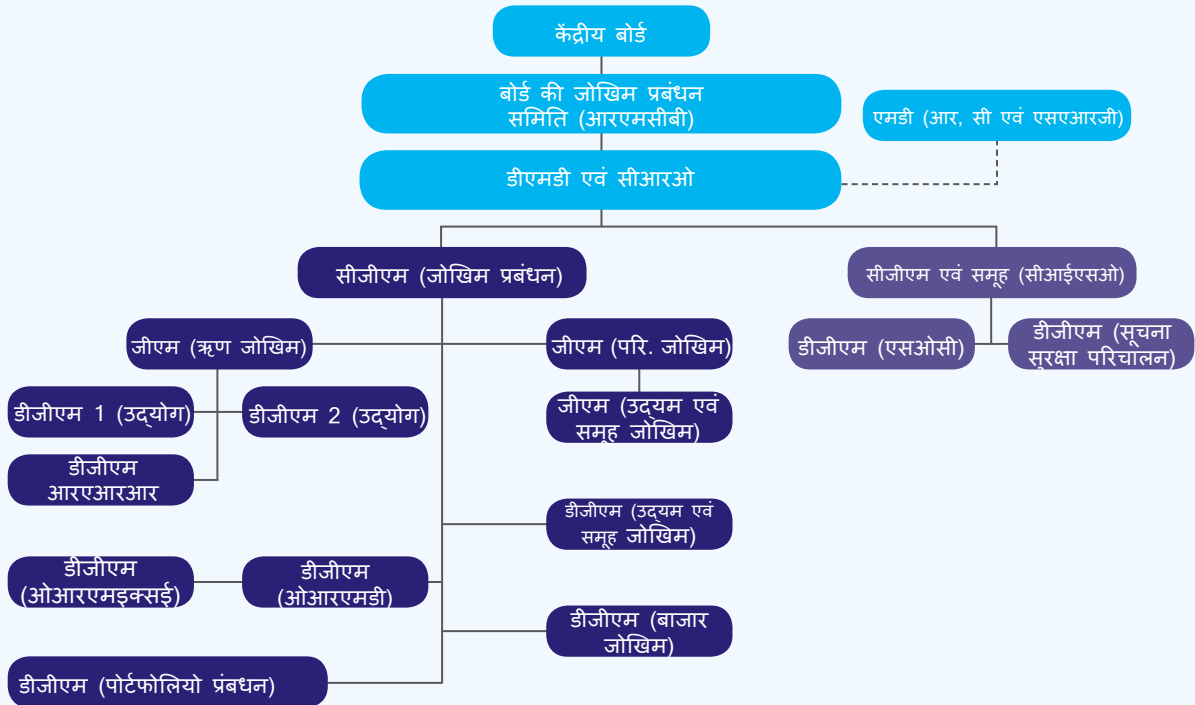 केंद्रीय बोर्ड
बोर्ड की जोखिम प्रबंधन
समिति (आरएमसीबी)
एमडी (आर, सी एवं एसएआरजी)
डीएमडी एवं सीआरओ
सीजीएम (जोखिम प्रबंधन)
सीजीएम एवं समूह (सीआईएसओ)
जीएम (ऋण जोखिम)
जीएम (परि. जोखिम)
डीजीएम (एसओसी)
डीजीएम (सूचना
सुरक्षा परिचालन)
डीजीएम 1 (उद्योग)
डीजीएम 2 (उद्योग)
जीएम (उद्यम एवं
समूह जोखिम)
डीजीएम
आरएआरआर
डीजीएम (उद्यम एवं
समूह जोखिम)
डीजीएम
(ओआरएमइक्सई)
डीजीएम
(ओआरएमडी)
डीजीएम (बाजार
जोखिम)
डीजीएम (पोर्टफोलियो प्रंबधन)